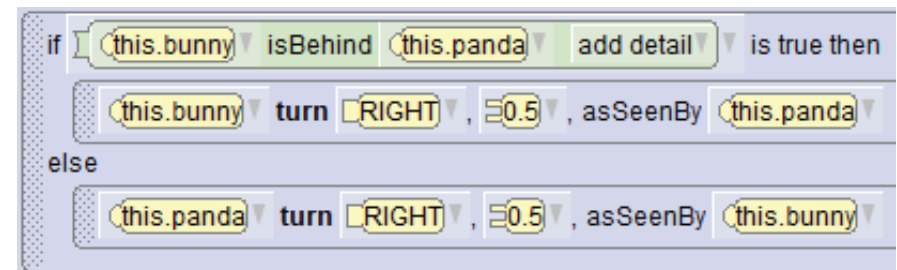 if this.bunny isBehind this.panda add detail is true then
this.bunny turn RIGHT , 0.5 , asSeenBy this.panda
else
this.panda turn RIGHT , 0.5 , asSeenBy this.bunny